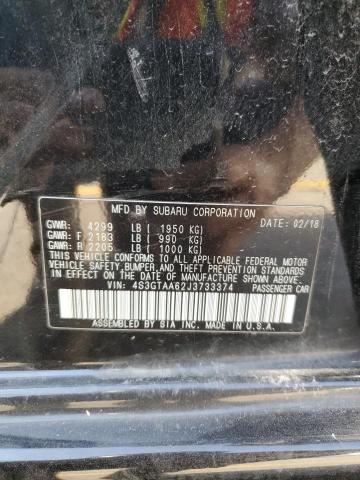 MFD BY SUBARU CORPORATION 02/18
GVWR: 4299 LB ( 1950 KG)
GAWR: F.2183 LB ( 990 KG)
GAWR: R 2205 LB ( 1000 KG)
THIS VEHICLE CONFORMS TO ALL APPLICABLE FEDERAL MOTOR
VEHICLE SAFETY, BUMPER, AND THEFT PREVENTION STANDARDS
IN EFFECT ON THE DATE OF MANUFACTURE SHOWN ABOVE.
VIN: 4S3GTAA62J3733374 PASSENGER CAR
ASSEMBLED BY SIA INC. MADE IN U.S.A.